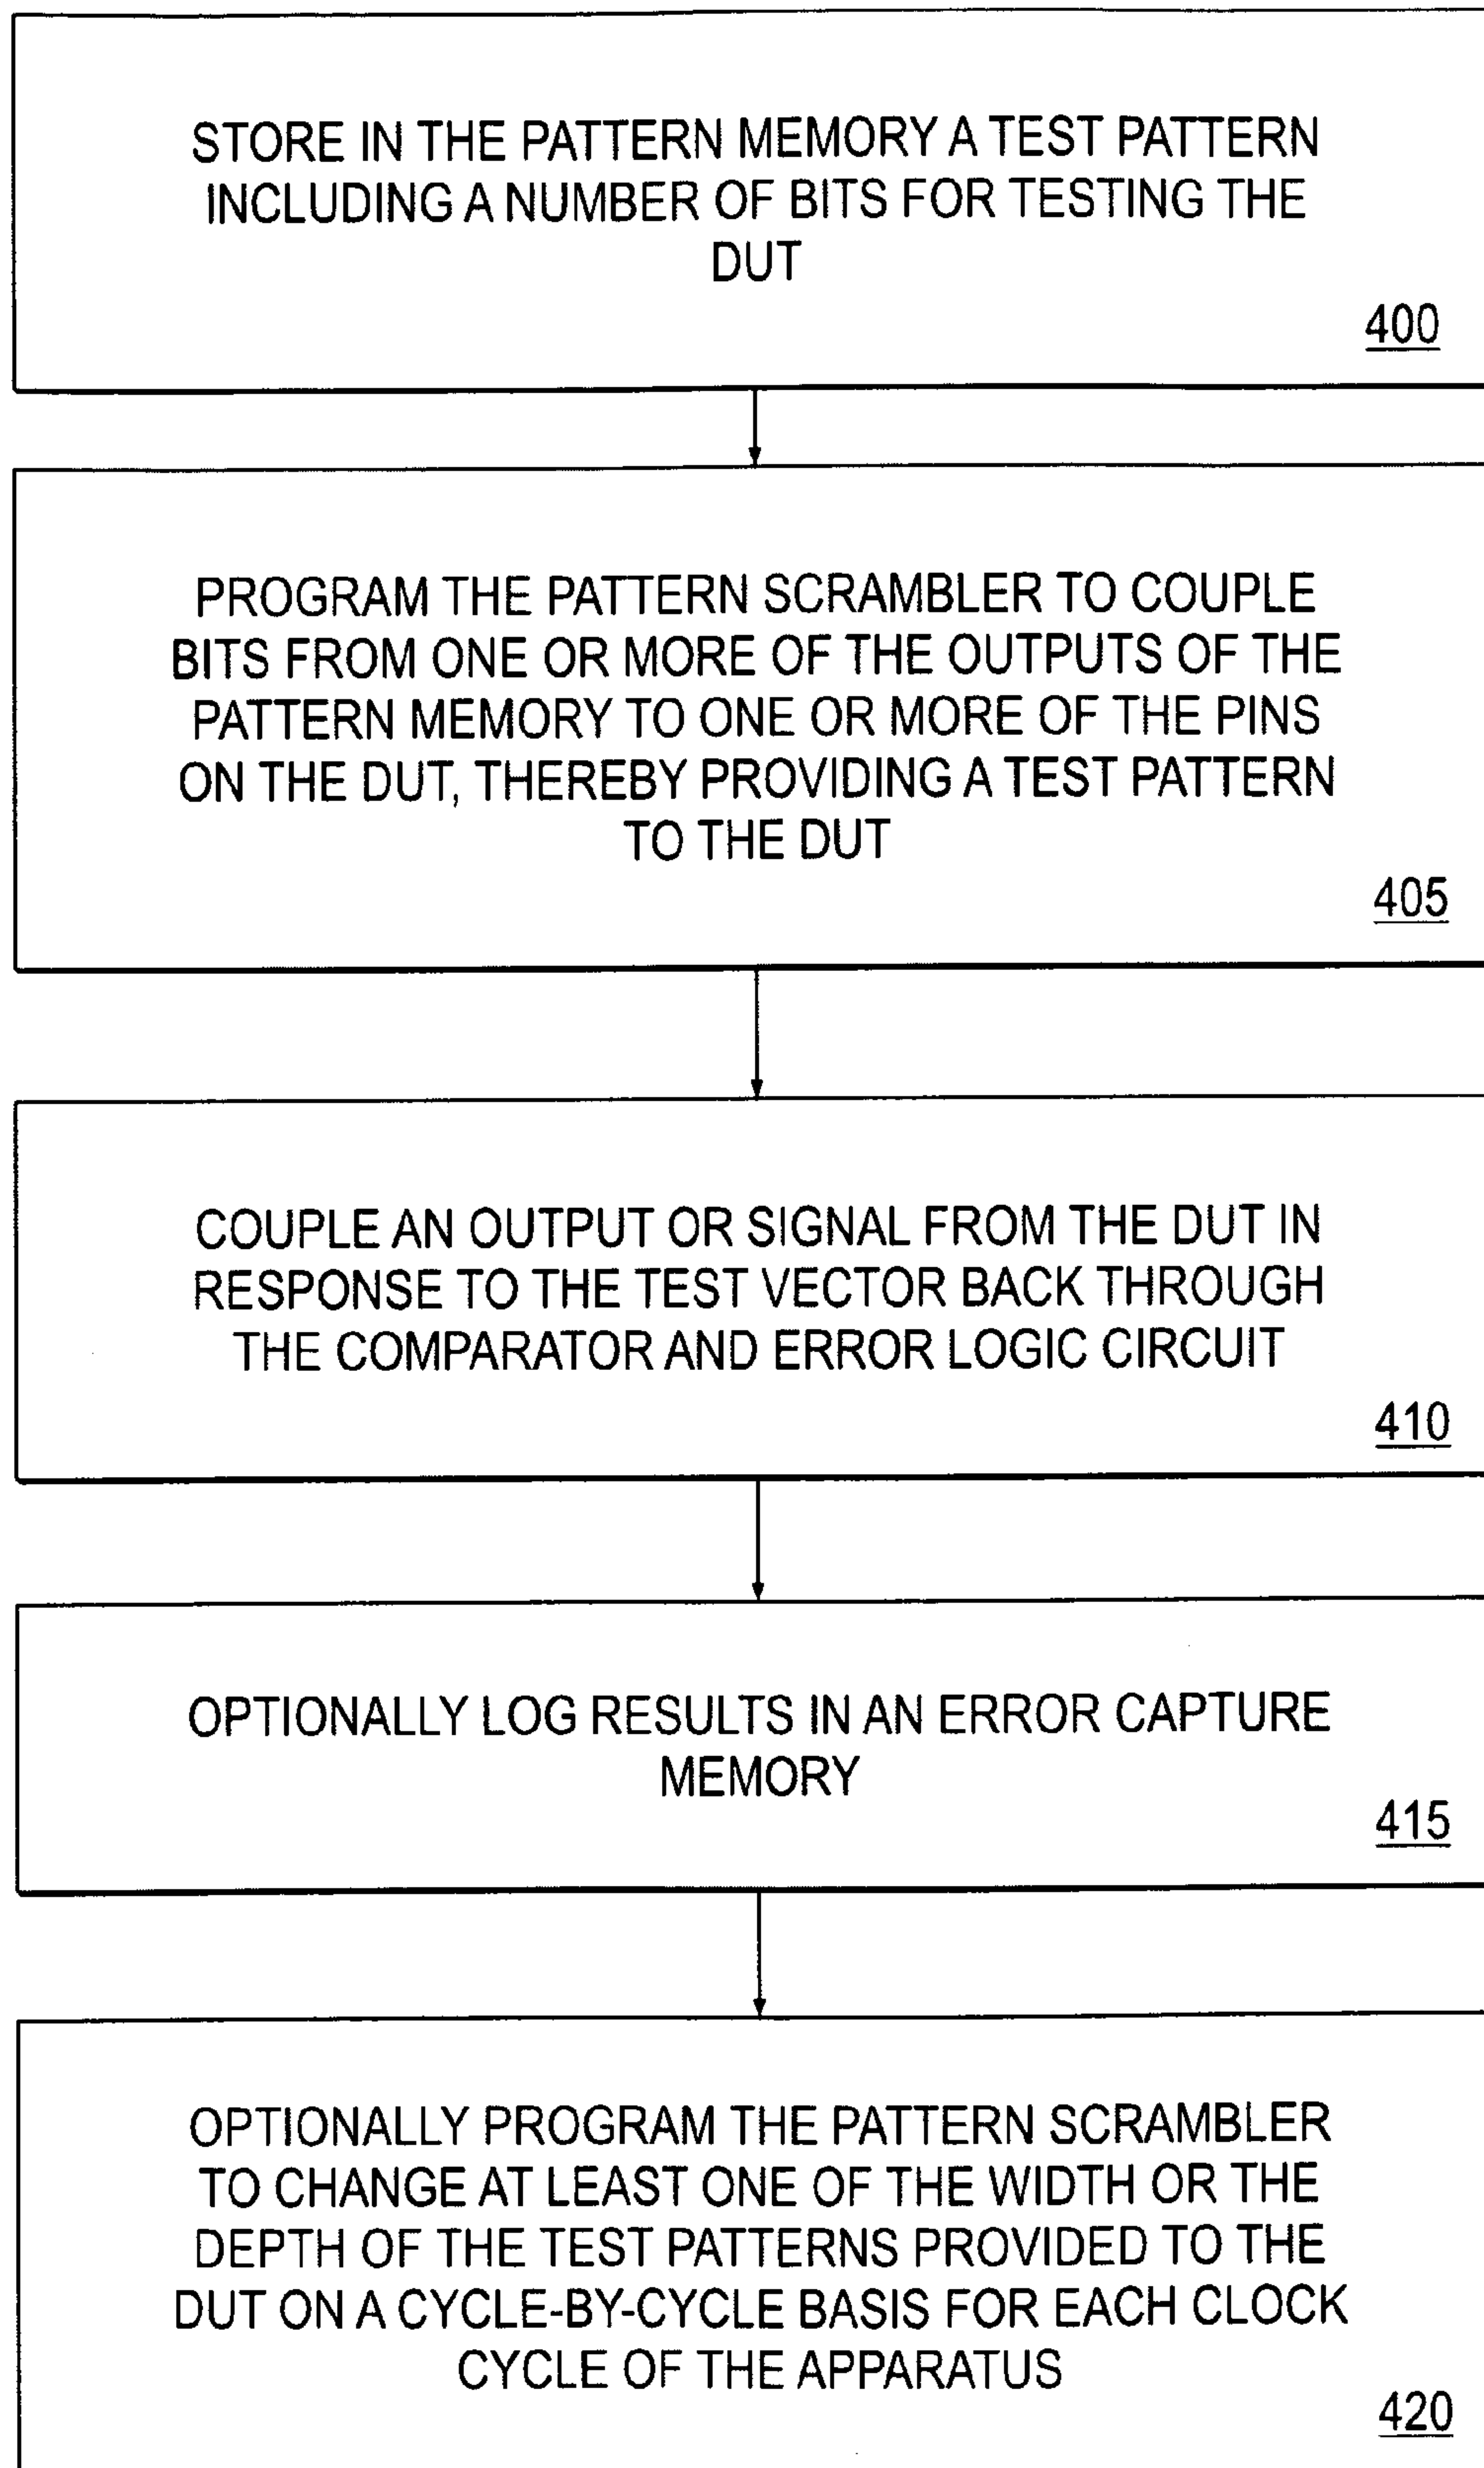 STORE IN THE PATTERN MEMORY A TEST PATTERN
INCLUDING A NUMBER OF BITS FOR TESTING THE
DUT
400
PROGRAM THE PATTERN SCRAMBLER TO COUPLE
BITS FROM ONE OR MORE OF THE OUTPUTS OF THE
PATTERN MEMORY TO ONE OR MORE OF THE PINS
ON THE DUT, THEREBY PROVIDING A TEST PATTERN
TO THE DUT
405
COUPLE AN OUTPUT OR SIGNAL FROM THE DUT IN
RESPONSE TO THE TEST VECTOR BACK THROUGH
THE COMPARATOR AND ERROR LOGIC CIRCUIT
410
OPTIONALLY LOG RESULTS IN AN ERROR CAPTURE
MEMORY
415
OPTIONALLY PROGRAM THE PATTERN SCRAMBLER
TO CHANGE AT LEAST ONE OF THE WIDTH OR THE
DEPTH OF THE TEST PATTERNS PROVIDED TO THE
DUT ON A CYCLE-BY-CYCLE BASIS FOR EACH CLOCK
CYCLE OF THE APPARATUS
420